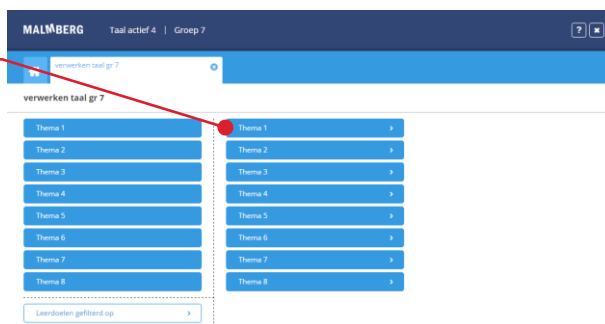 MALMBERG Taal actief 4 | Groep 7 ? ×
verwerken taal gr 7 ×
verwerken taal gr 7
Thema 1
Thema 2
Thema 3
Thema 4
Thema 5
Thema 6
Thema 7
Thema 8
Leerdoelen gefilterd op >
Thema 1 >
Thema 2 >
Thema 3 >
Thema 4 >
Thema 5 >
Thema 6 >
Thema 7 >
Thema 8 >